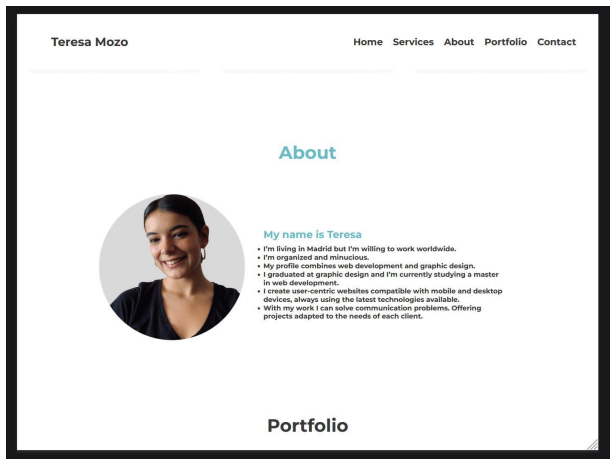 Teresa Mozo
Home Services About Portfolio Contact
About
My name is Teresa
• I'm living in Madrid but I'm willing to work worldwide.
• I'm organized and minucious.
• My profile combines web development and graphic design.
• I graduated at graphic design and I'm currently studying a master
in web development.
• I create user-centric websites compatible with mobile and desktop
devices, always using the latest technologies available.
• With my work I can solve communication problems. Offering
projects adapted to the needs of each client.
Portfolio